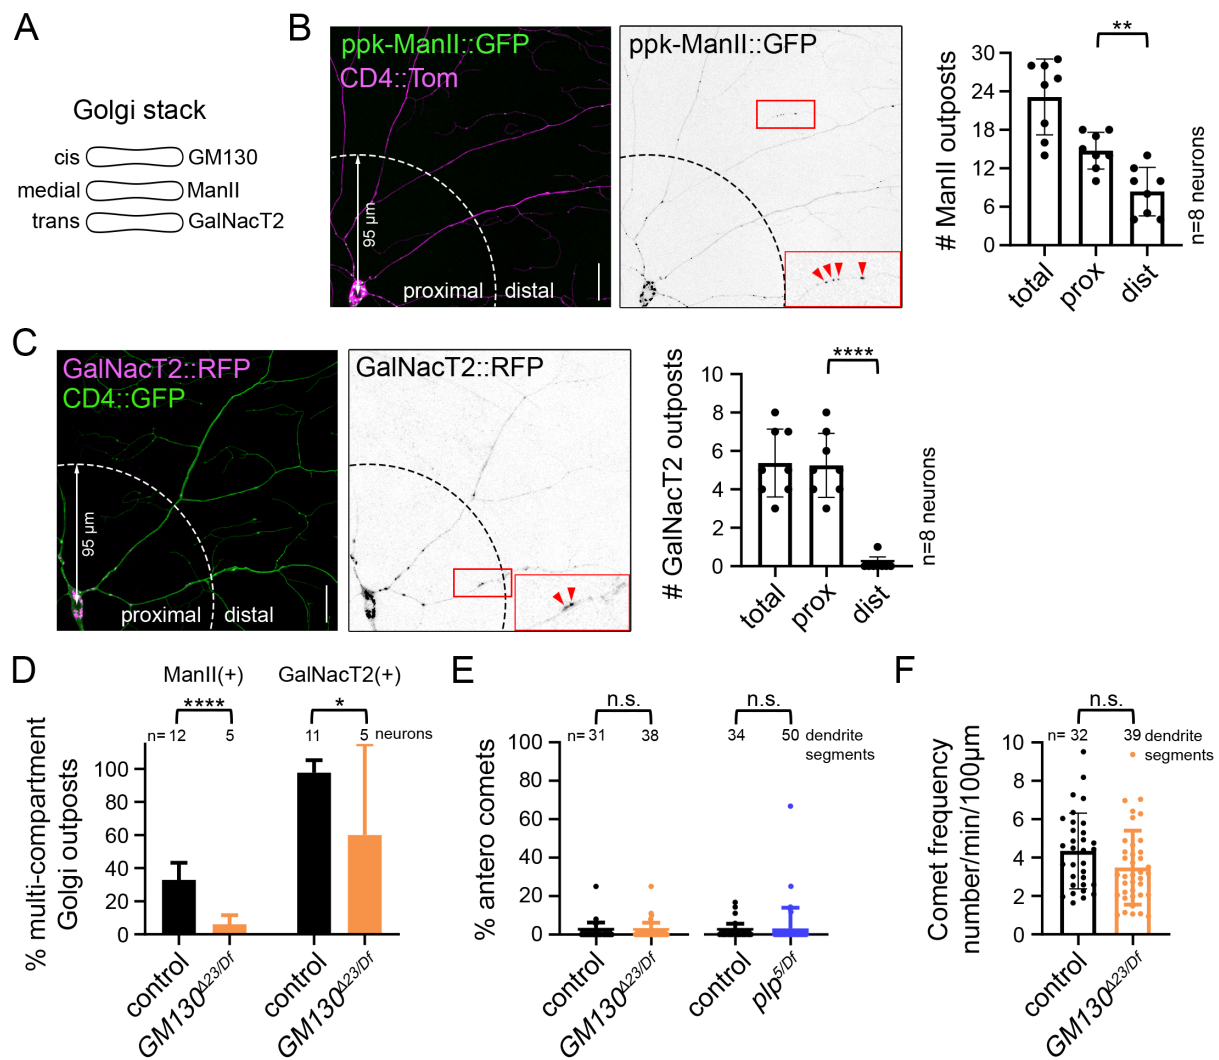 A
Golgi stack
cis GM130
medial ManII
trans GalNacT2
B
ppk-ManII::GFP
CD4::Tom
95 µm
proximal distal
ppk-ManII::GFP
# ManII outposts
30
24
18
12
6
0
**
total
prox
dist
n=8 neurons
C
GalNacT2::RFP
CD4::GFP
95 µm
proximal distal
GalNacT2::RFP
# GalNacT2 outposts
10
8
6
4
2
0
****
total
prox
dist
n=8 neurons
D
ManII(+) GalNacT2(+)
**** *
n= 12 5 11 5 neurons
% multi-compartment
Golgi outposts
100
80
60
40
20
0
control
GM130Δ23/Df
control
GM130Δ23/Df
E
n.s. n.s.
n= 31 38 34 50 dendrite
segments
% antero comets
100
80
60
40
20
0
control
GM130Δ23/Df
control
plp5/Df
F
n.s.
n= 32 39 dendrite
segments
Comet frequency
number/min/100µm
10
8
6
4
2
0
control
GM130Δ23/Df